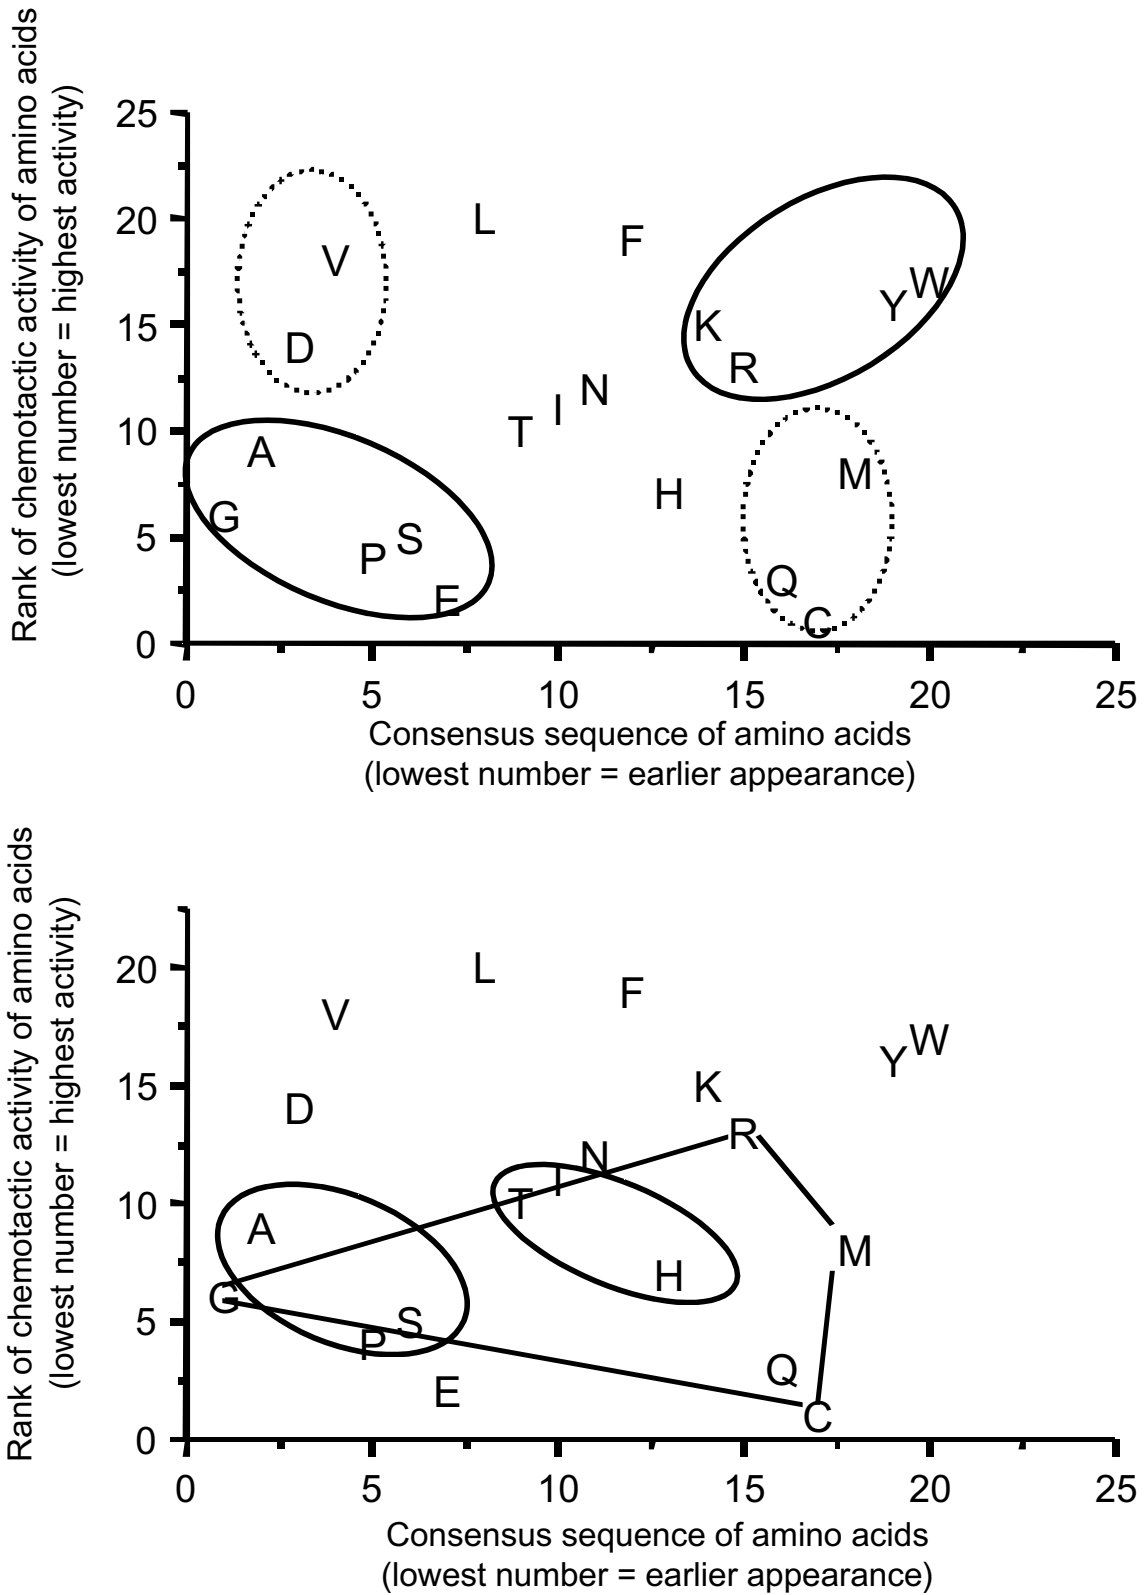 Rank of chemotactic activity of amino acids
(lowest number = highest activity)
25
20
15
10
5
0
L
F
V
W
Y
K
D
R
N
I
T
A
M
H
G
S
P
Q
E
C
0 5 10 15 20 25
Consensus sequence of amino acids
(lowest number = earlier appearance)
Rank of chemotactic activity of amino acids
(lowest number = highest activity)
20
15
10
5
0
L
F
V
W
Y
K
D
R
N
I
T
A
M
H
G
S
P
Q
E
C
0 5 10 15 20 25
Consensus sequence of amino acids
(lowest number = earlier appearance)